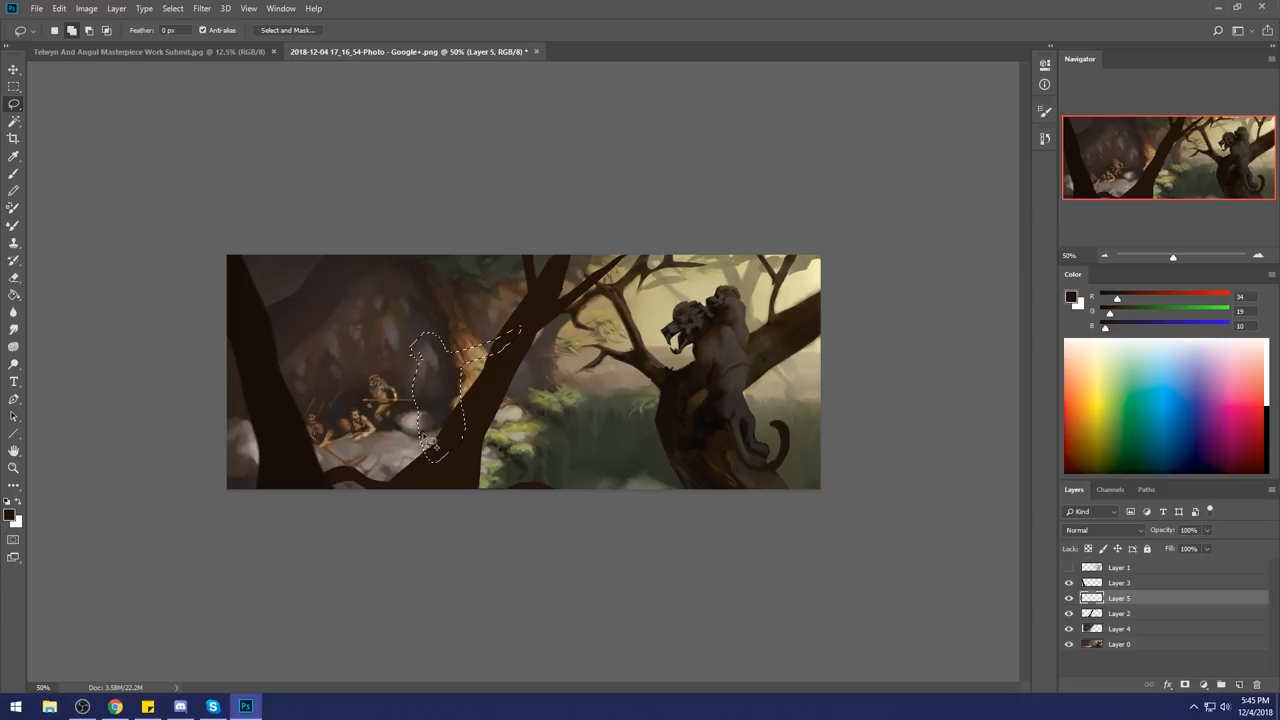 Ps File Edit Image Layer Type Select Filter 3D View Window Help
Feather: 0 px Anti-alias Select and Mask...
Telwyn And Angul Masterpiece Work Submit.jpg @ 12.5% (RGB/8) × 2018-12-04 17_16_54-Photo - Google+.png @ 50% (Layer 5, RGB/8) * ×
Navigator
50%
Color
R 34
G 19
B 10
Layers Channels Paths
Kind
Normal Opacity: 100%
Lock: Fill: 100%
Layer 1
Layer 3
Layer 5
Layer 2
Layer 4
Layer 0
fx
50% Doc: 3.58M/22.2M
Ps
5:45 PM
12/4/2018